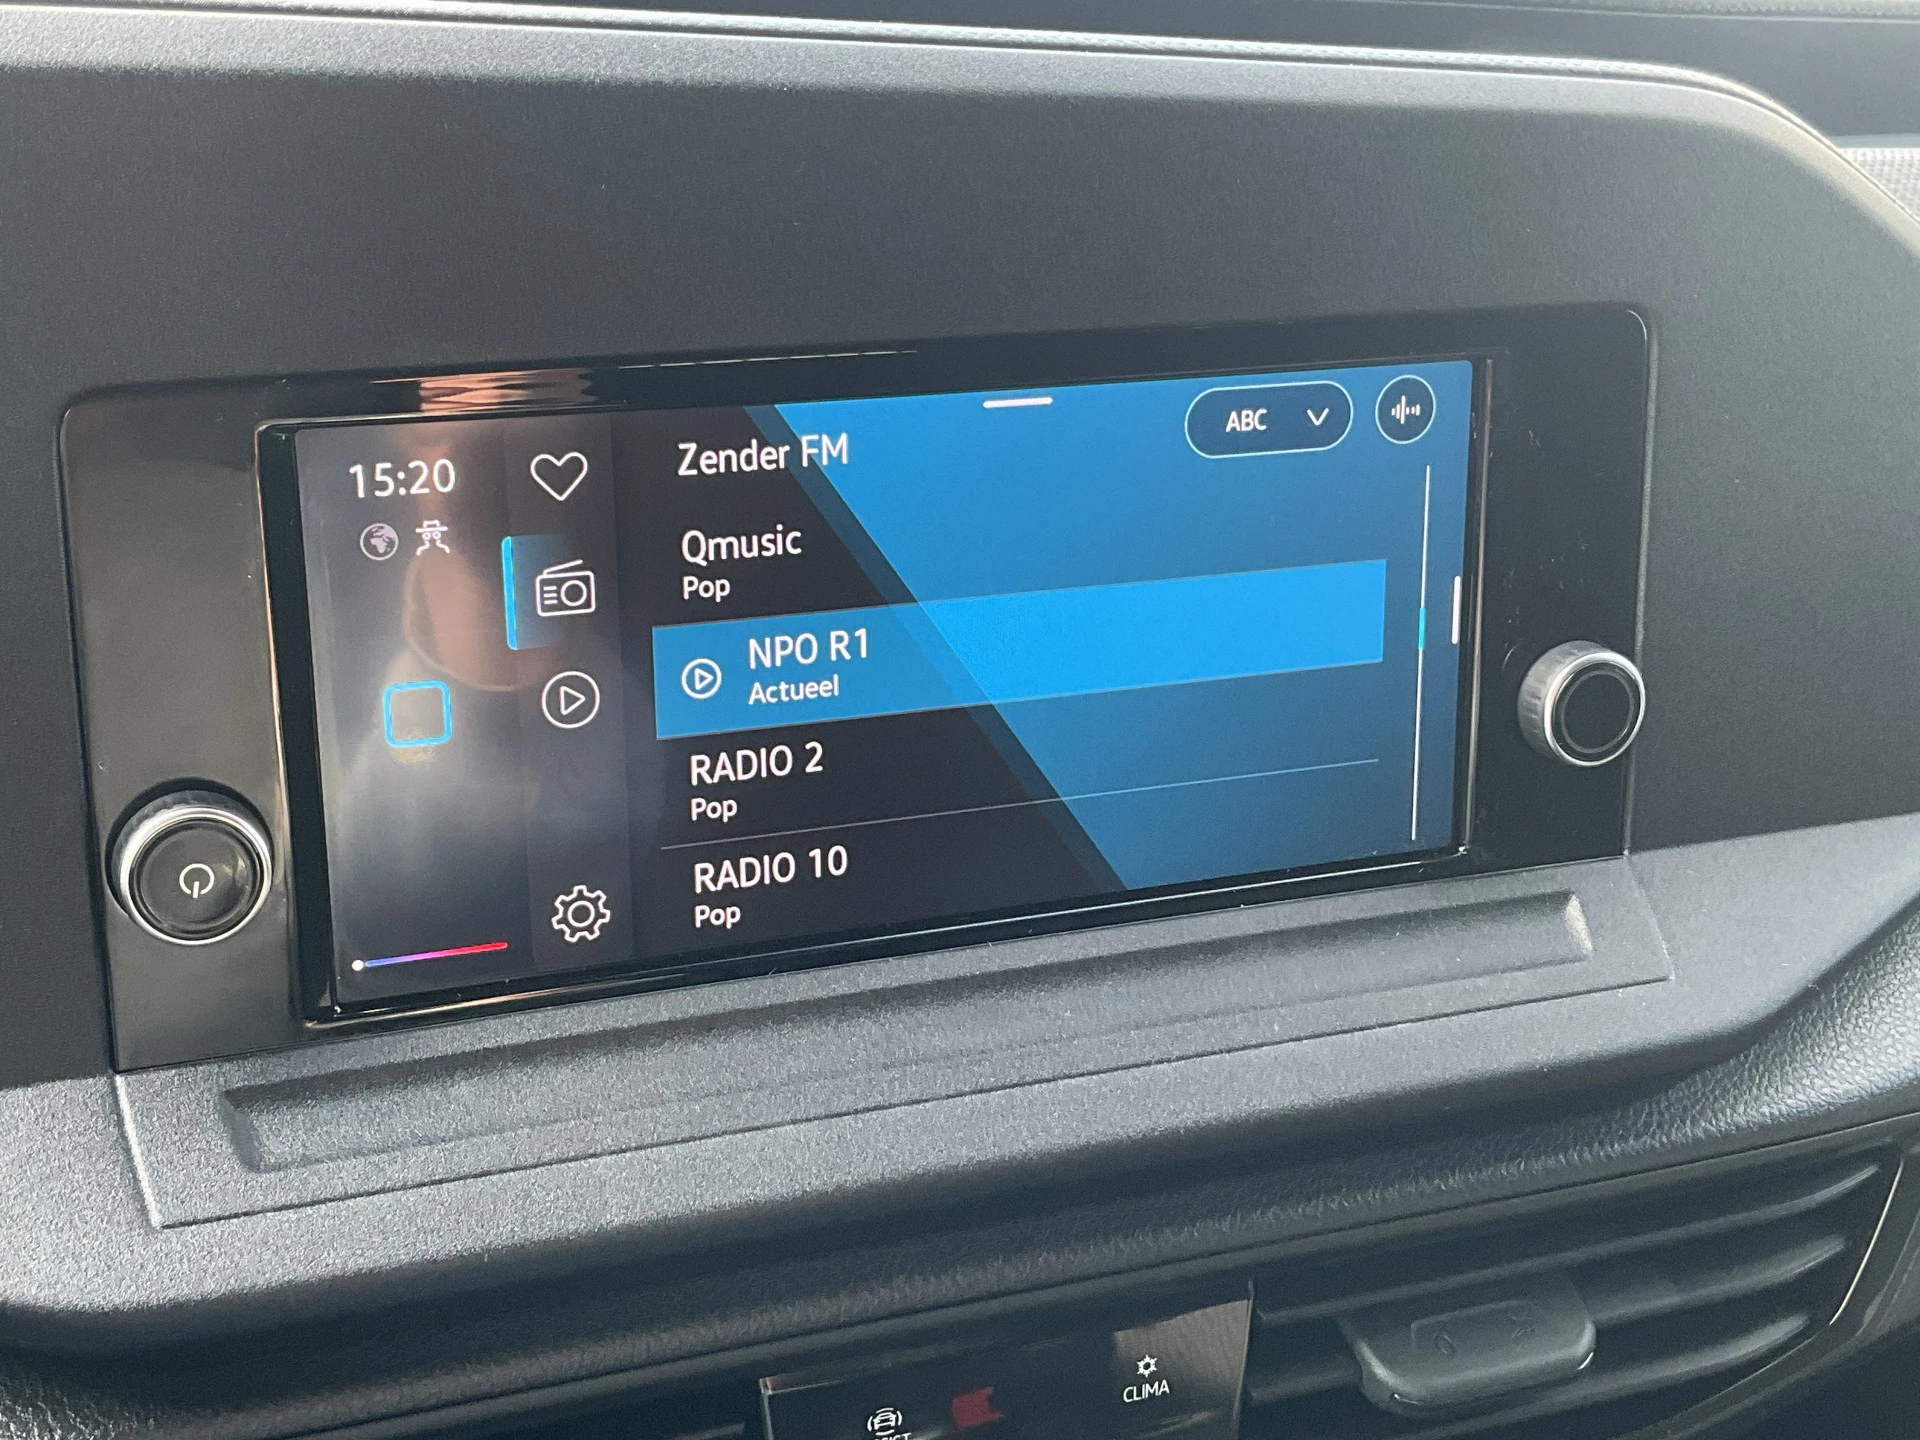 15:20
Zender FM
ABC
Qmusic
Pop
NPO R1
Actueel
RADIO 2
Pop
RADIO 10
Pop
CLIMA